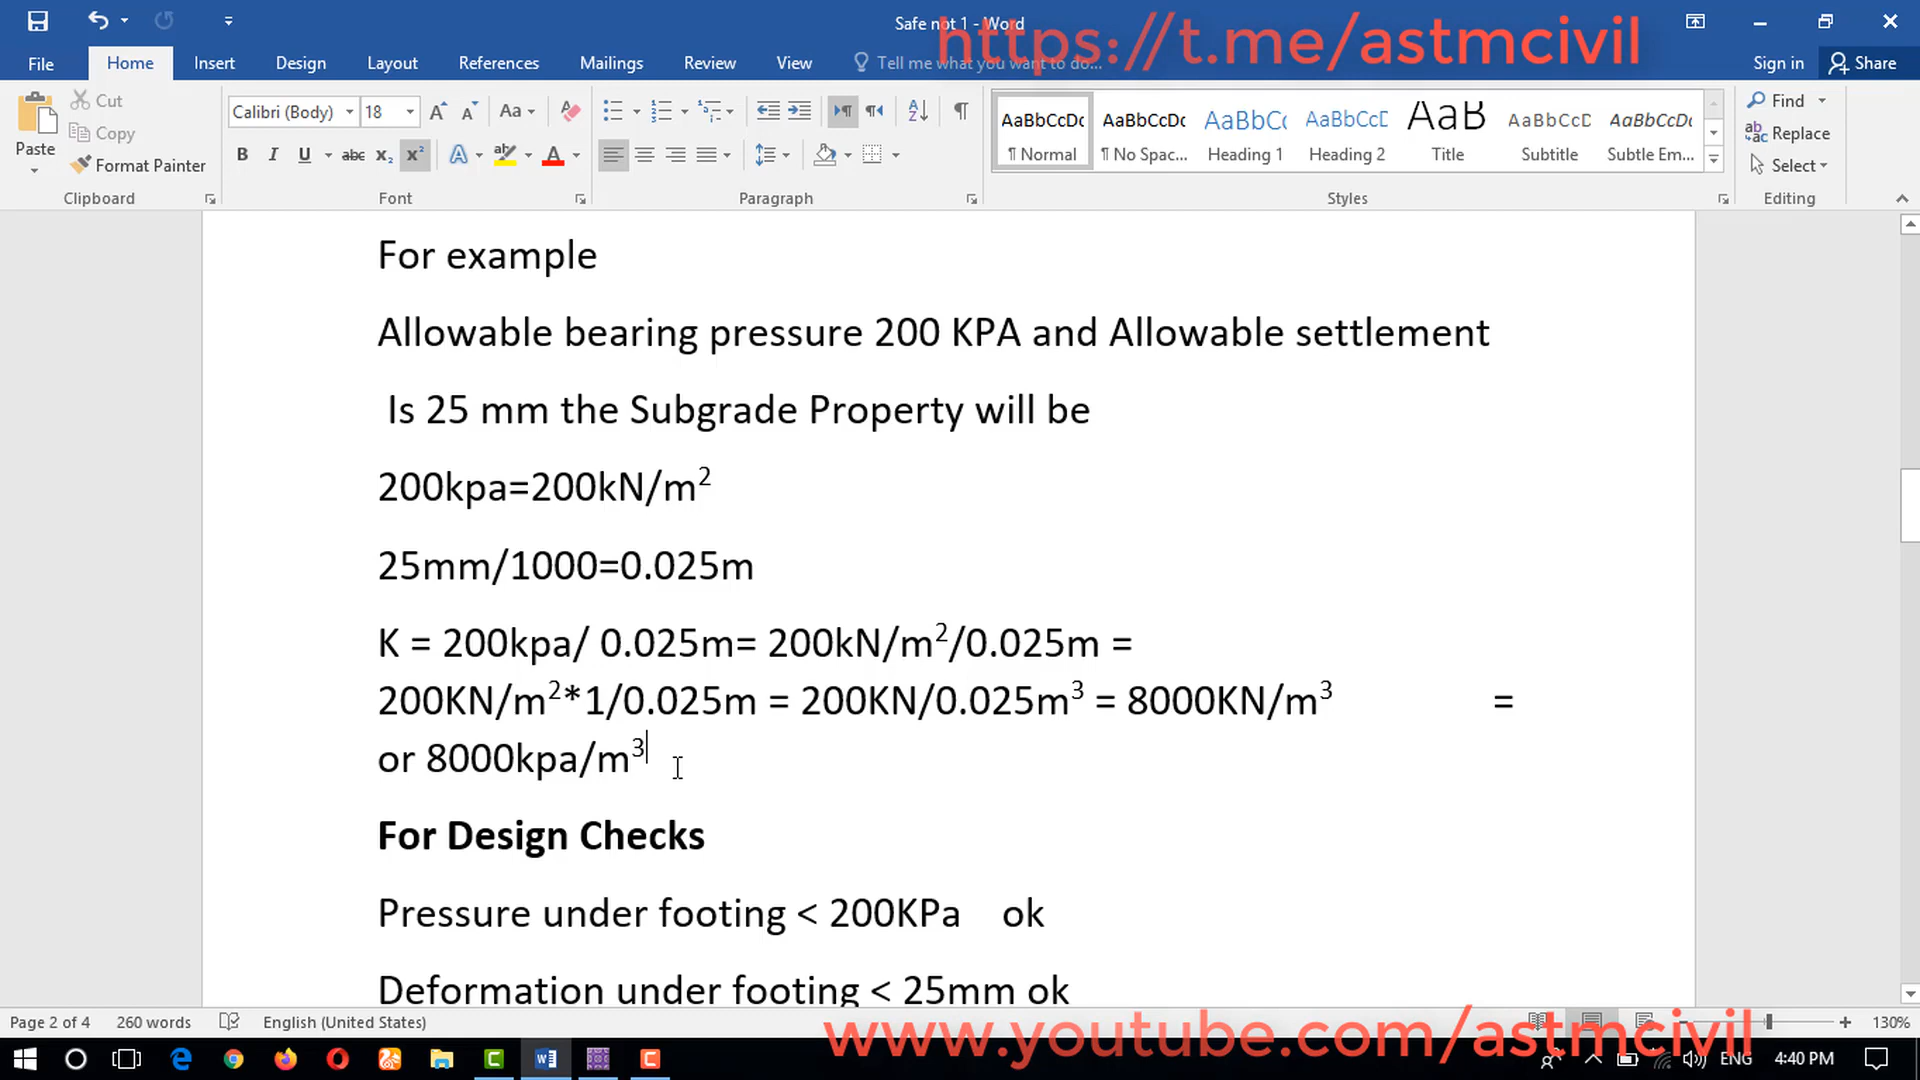 Safe not 1 - Word
https://t.me/astmcivil
File Home Insert Design Layout References Mailings Review View Tell me what you want to do... Sign in Share
Paste
Cut
Copy
Format Painter
Clipboard
Calibri (Body) 18
Font
Paragraph
AaBbCcDc AaBbCcDc AaBbCc AaBbCcD AaB AaBbCcD AaBbCcDc
¶ Normal ¶ No Spac... Heading 1 Heading 2 Title Subtitle Subtle Em...
Styles
Find
Replace
Select
Editing
For example
Allowable bearing pressure 200 KPA and Allowable settlement
Is 25 mm the Subgrade Property will be
200kpa=200kN/m²
25mm/1000=0.025m
K = 200kpa/ 0.025m= 200kN/m²/0.025m =
200KN/m²*1/0.025m = 200KN/0.025m³ = 8000KN/m³ =
or 8000kpa/m³
For Design Checks
Pressure under footing < 200KPa ok
Deformation under footing < 25mm ok
Page 2 of 4 260 words English (United States) 130%
www.youtube.com/astmcivil
ENG 4:40 PM